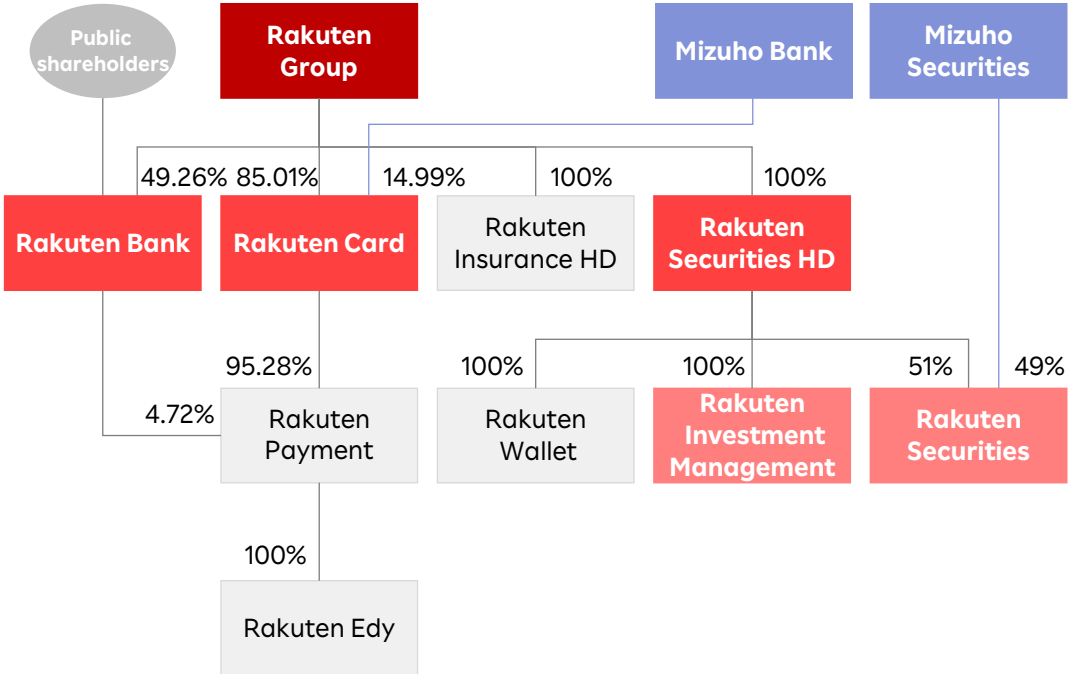 Public
shareholders
Rakuten
Group
Mizuho Bank
Mizuho
Securities
49.26%
85.01%
14.99%
100%
100%
Rakuten Bank
Rakuten Card
Rakuten
Insurance HD
Rakuten
Securities HD
95.28%
100%
100%
51%
49%
4.72%
Rakuten
Payment
Rakuten
Wallet
Rakuten
Investment
Management
Rakuten
Securities
100%
Rakuten Edy